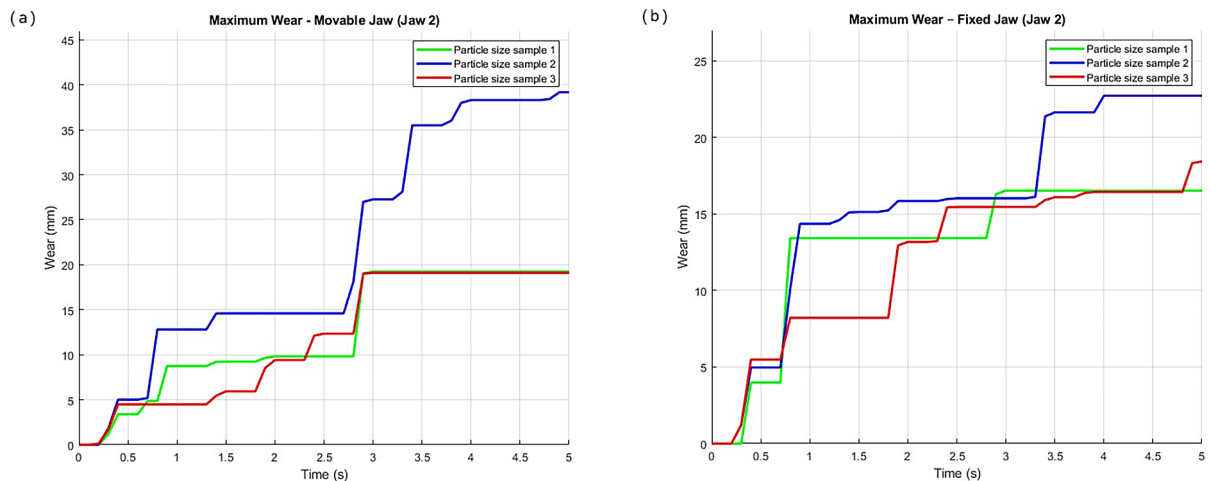 (a)
Maximum Wear - Movable Jaw (Jaw 2)
Particle size sample 1
Particle size sample 2
Particle size sample 3
Wear (mm)
45
40
35
30
25
20
15
10
5
0
0 0.5 1 1.5 2 2.5 3 3.5 4 4.5 5
Time (s)
(b)
Maximum Wear – Fixed Jaw (Jaw 2)
Particle size sample 1
Particle size sample 2
Particle size sample 3
Wear (mm)
25
20
15
10
5
0
0 0.5 1 1.5 2 2.5 3 3.5 4 4.5 5
Time (s)